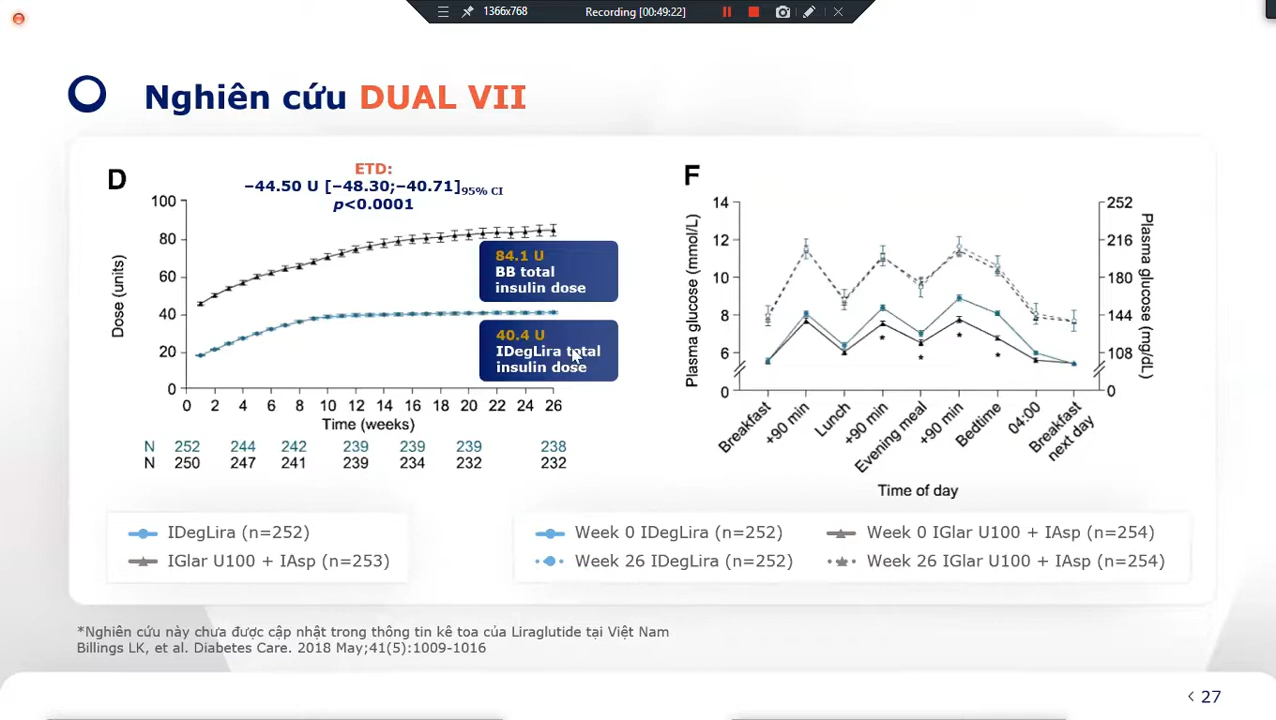 1366x768
Recording [00:49:22]
Nghiên cứu DUAL VII
D
ETD:
−44.50 U [−48.30;−40.71]95% CI
p<0.0001
100
80
60
40
20
0
Dose (units)
84.1 U
BB total
insulin dose
40.4 U
IDegLira total
insulin dose
0 2 4 6 8 10 12 14 16 18 20 22 24 26
Time (weeks)
N 252 244 242 239 239 239 238
N 250 247 241 239 234 232 232
IDegLira (n=252)
IGlar U100 + IAsp (n=253)
F
14
12
10
8
6
0
Plasma glucose (mmol/L)
252
216
180
144
108
0
Plasma glucose (mg/dL)
* * * *
*
Breakfast
+90 min
Lunch
+90 min
Evening meal
+90 min
Bedtime
04:00
Breakfast
next day
Time of day
Week 0 IDegLira (n=252)
Week 26 IDegLira (n=252)
Week 0 IGlar U100 + IAsp (n=254)
Week 26 IGlar U100 + IAsp (n=254)
*Nghiên cứu này chưa được cập nhật trong thông tin kê toa của Liraglutide tại Việt Nam
Billings LK, et al. Diabetes Care. 2018 May;41(5):1009-1016
< 27